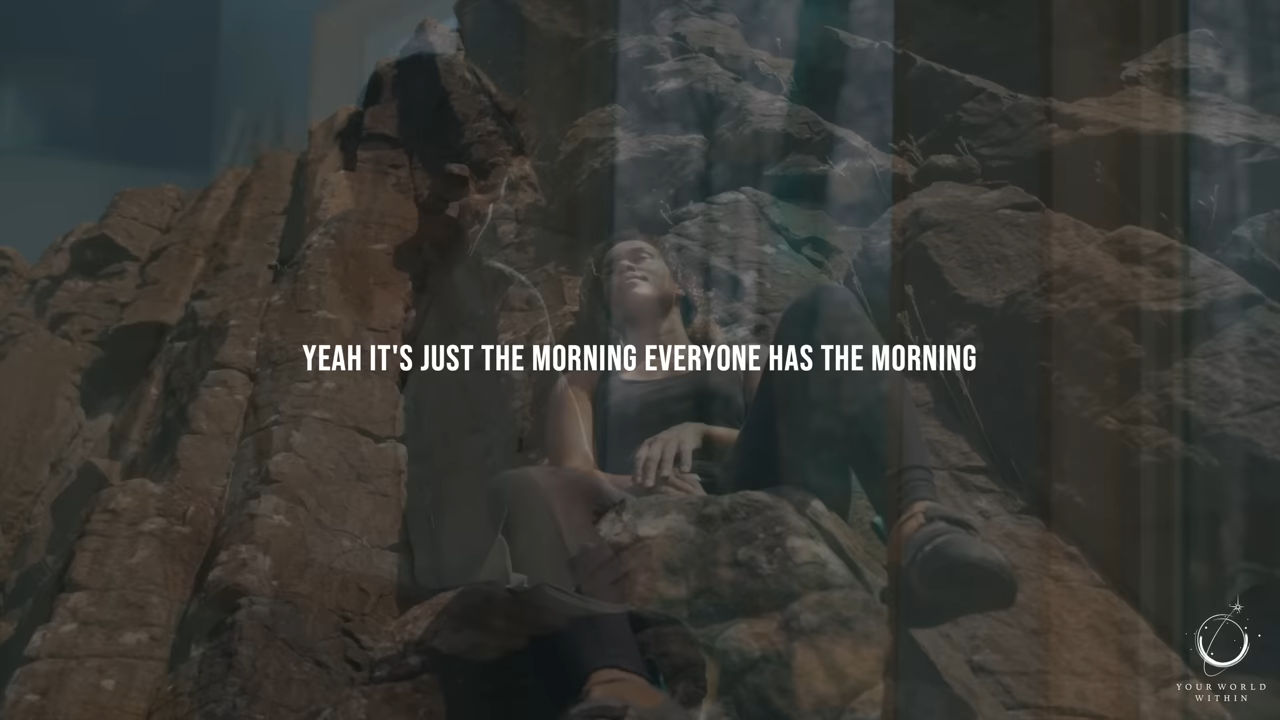 YEAH IT'S JUST THE MORNING EVERYONE HAS THE MORNING
YOUR WORLD
WITHIN